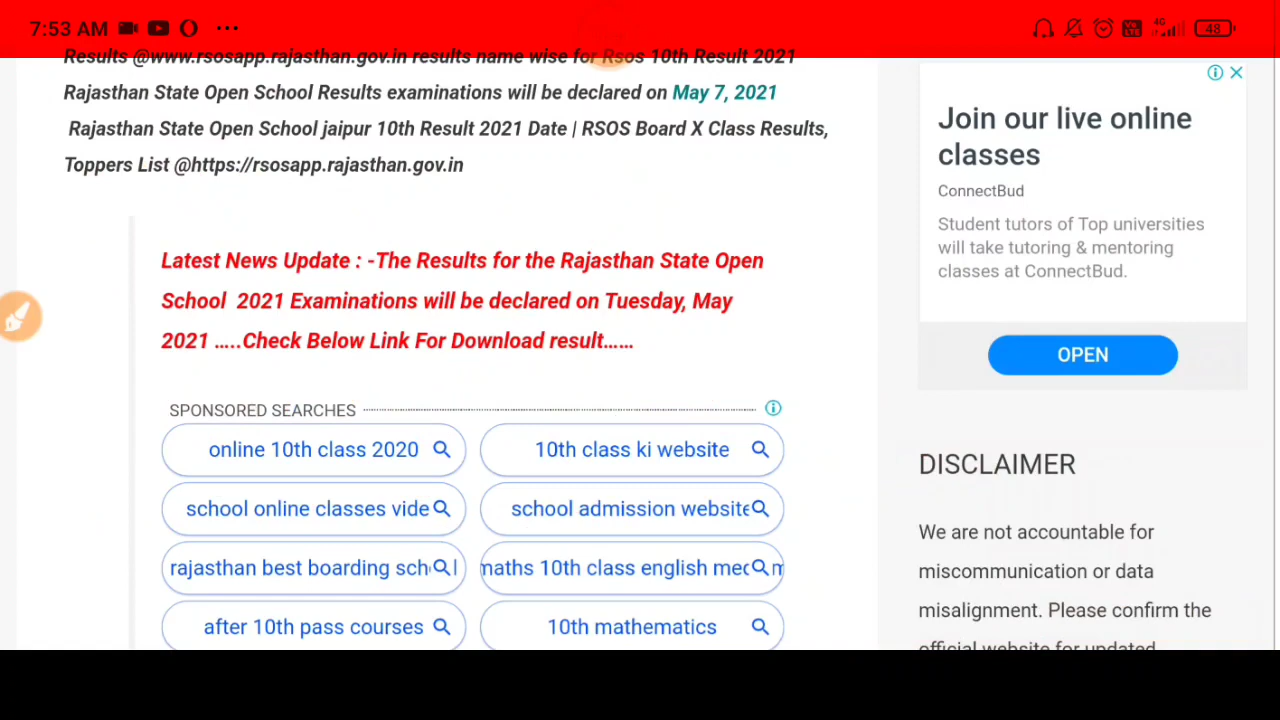 7:53 AM
4G
48
Results @www.rsosapp.rajasthan.gov.in results name wise for Rsos 10th Result 2021
Rajasthan State Open School Results examinations will be declared on May 7, 2021
Rajasthan State Open School jaipur 10th Result 2021 Date | RSOS Board X Class Results,
Toppers List @https://rsosapp.rajasthan.gov.in
Latest News Update : -The Results for the Rajasthan State Open
School 2021 Examinations will be declared on Tuesday, May
2021 .....Check Below Link For Download result......
SPONSORED SEARCHES
online 10th class 2020
10th class ki website
school online classes vide
school admission website
rajasthan best boarding sch
maths 10th class english med
after 10th pass courses
10th mathematics
Join our live online
classes
ConnectBud
Student tutors of Top universities
will take tutoring & mentoring
classes at ConnectBud.
OPEN
DISCLAIMER
We are not accountable for
miscommunication or data
misalignment. Please confirm the
official website for updated